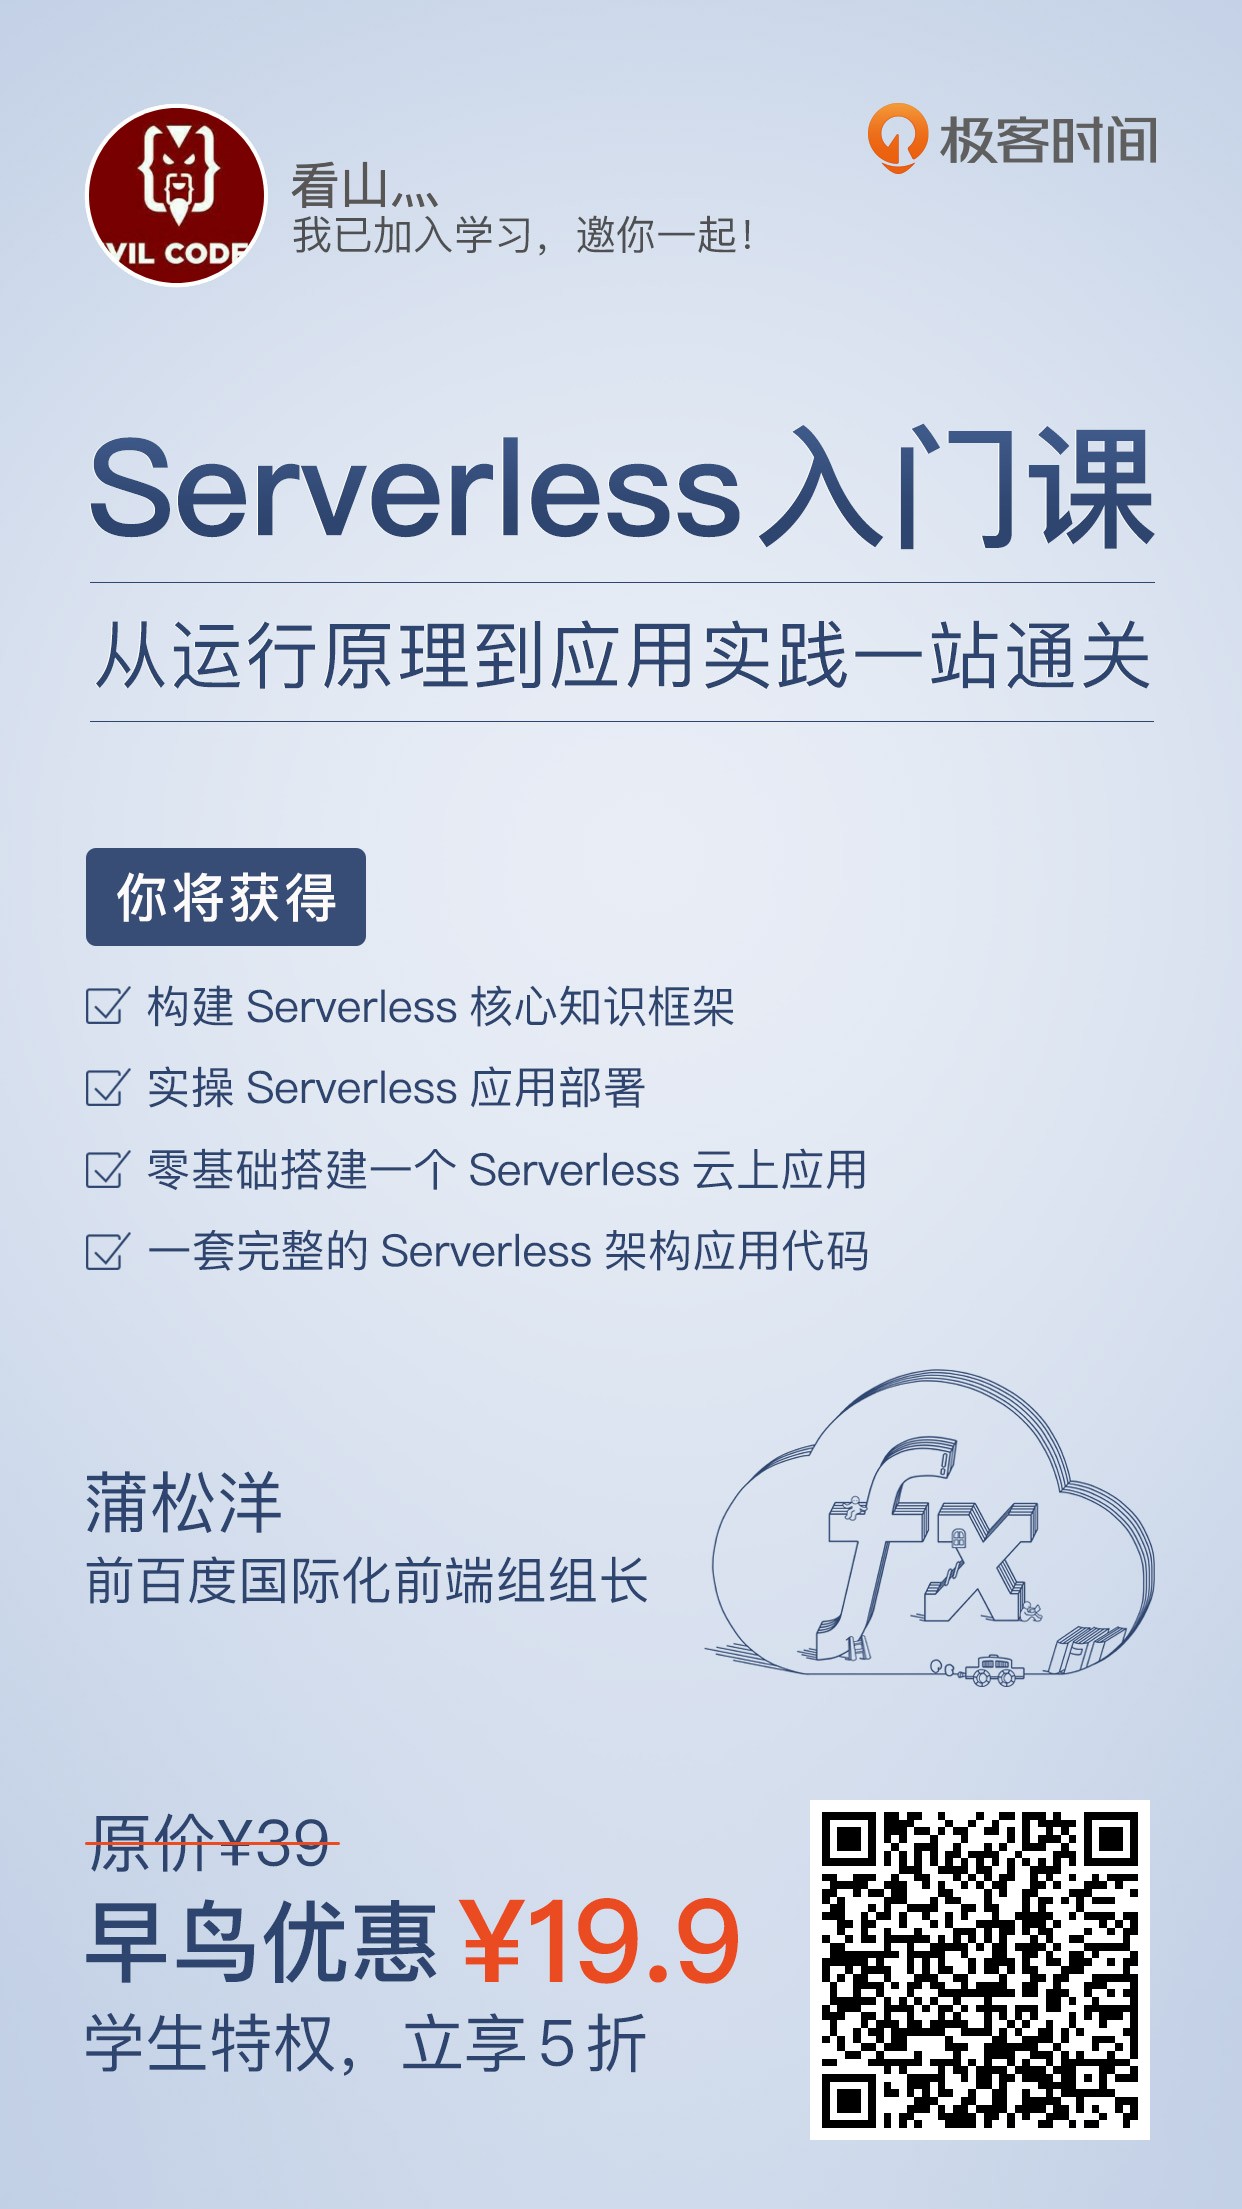 极客时间
看山灬
我已加入学习，邀你一起！
VIL CODE
Serverless入门课
从运行原理到应用实践一站通关
你将获得
构建 Serverless 核心知识框架
实操 Serverless 应用部署
零基础搭建一个 Serverless 云上应用
一套完整的 Serverless 架构应用代码
fx
蒲松洋
前百度国际化前端组组长
原价¥39
早鸟优惠 ¥19.9
学生特权，立享 5 折